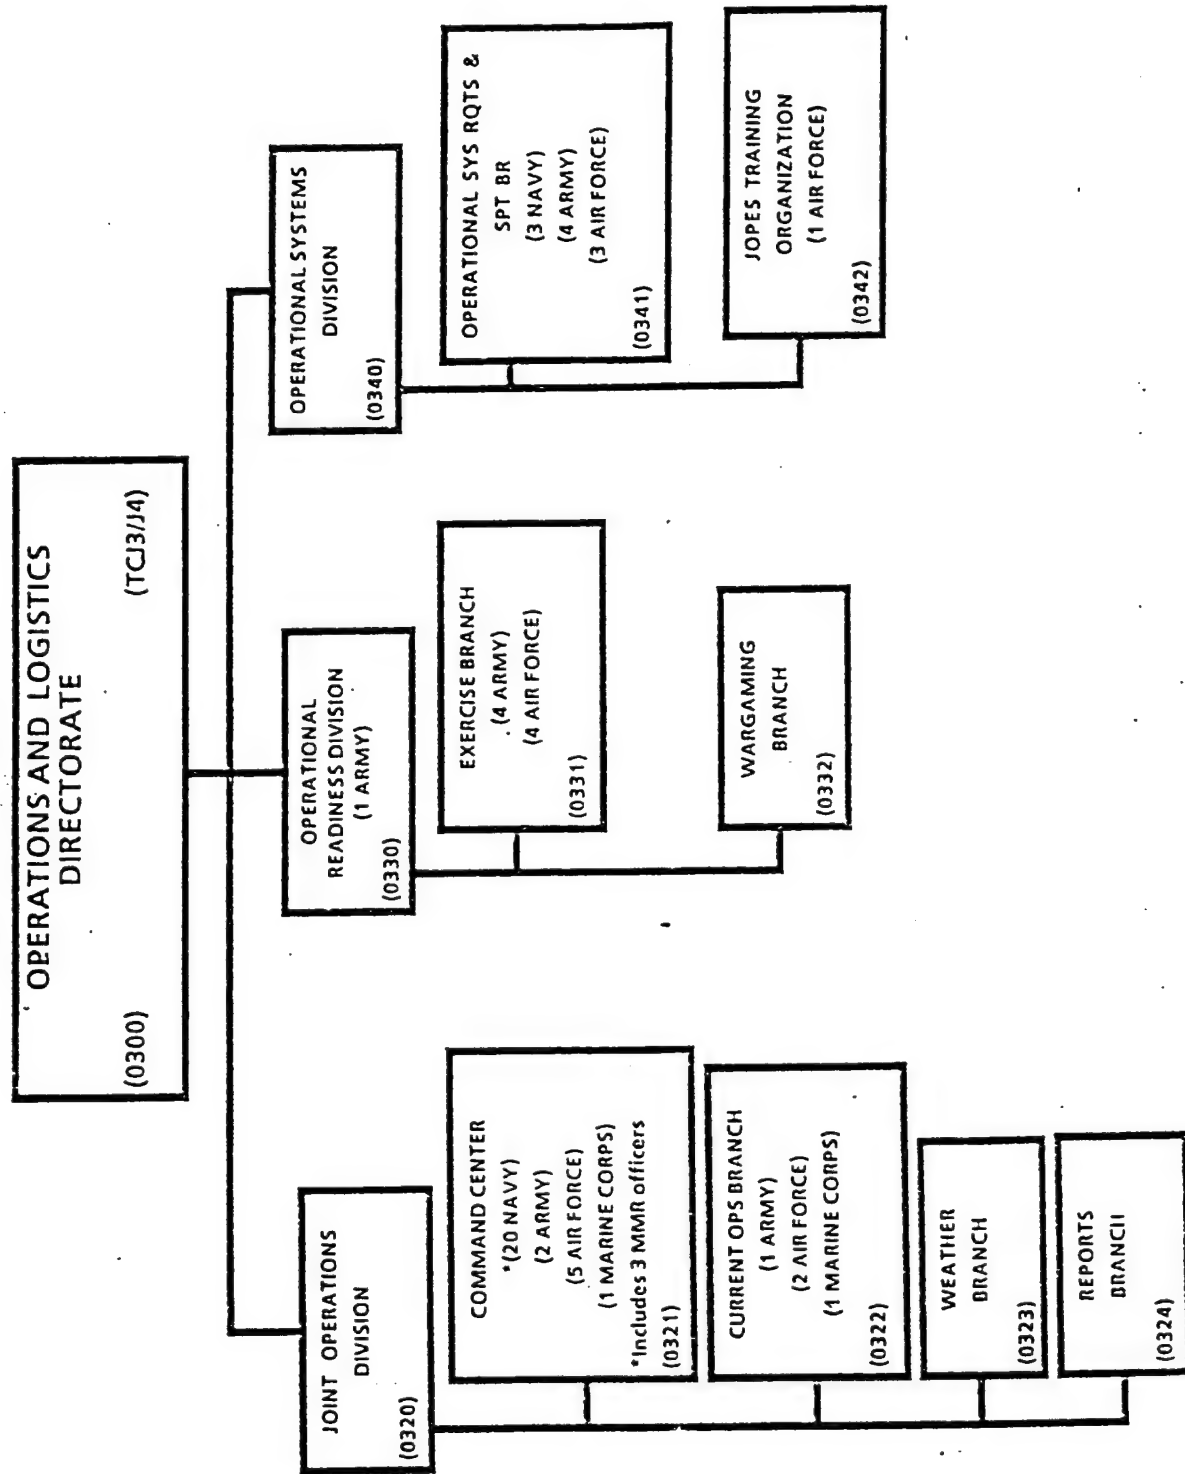 OPERATIONS AND LOGISTICS
DIRECTORATE
(0300) (TCJ3/J4)
JOINT OPERATIONS
DIVISION
(0320)
COMMAND CENTER
*(20 NAVY)
(2 ARMY)
(5 AIR FORCE)
(1 MARINE CORPS)
*Includes 3 MMR officers
(0321)
CURRENT OPS BRANCH
(1 ARMY)
(2 AIR FORCE)
(1 MARINE CORPS)
(0322)
WEATHER
BRANCH
(0323)
REPORTS
BRANCH
(0324)
OPERATIONAL
READINESS DIVISION
(1 ARMY)
(0330)
EXERCISE BRANCH
(4 ARMY)
(4 AIR FORCE)
(0331)
WARGAMING
BRANCH
(0332)
OPERATIONAL SYSTEMS
DIVISION
(0340)
OPERATIONAL SYS RQTS &
SPT BR
(3 NAVY)
(4 ARMY)
(3 AIR FORCE)
(0341)
JOPES TRAINING
ORGANIZATION
(1 AIR FORCE)
(0342)